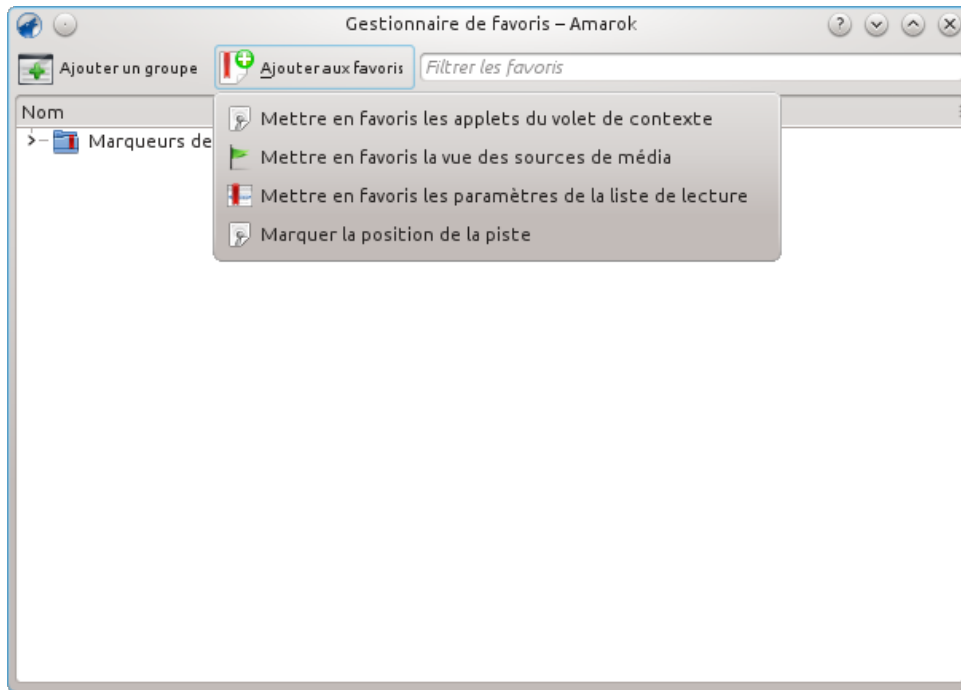 Gestionnaire de favoris – Amarok
Ajouter un groupe
Ajouter aux favoris
Filtrer les favoris
Nom
Marqueurs de
Mettre en favoris les applets du volet de contexte
Mettre en favoris la vue des sources de média
Mettre en favoris les paramètres de la liste de lecture
Marquer la position de la piste